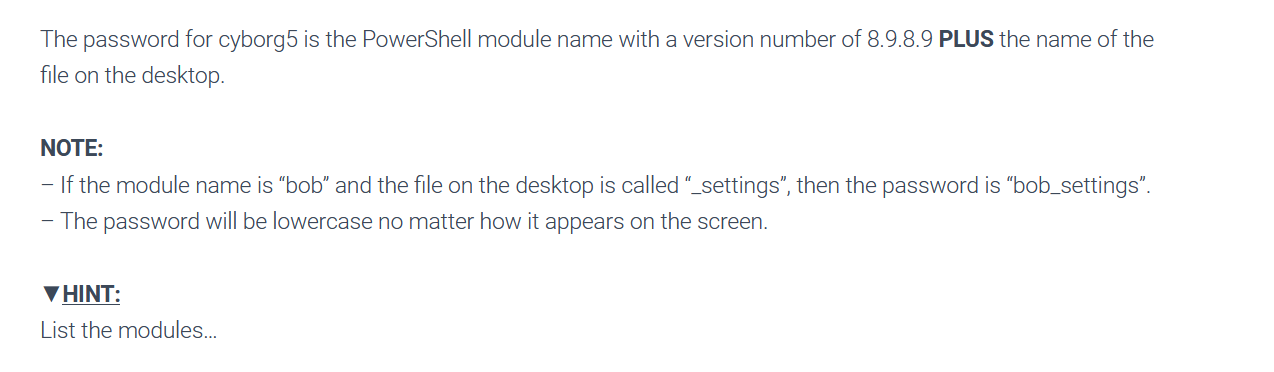 The password for cyborg5 is the PowerShell module name with a version number of 8.9.8.9 PLUS the name of the
file on the desktop.
NOTE:
– If the module name is “bob” and the file on the desktop is called “_settings”, then the password is “bob_settings”.
– The password will be lowercase no matter how it appears on the screen.
▼HINT:
List the modules…